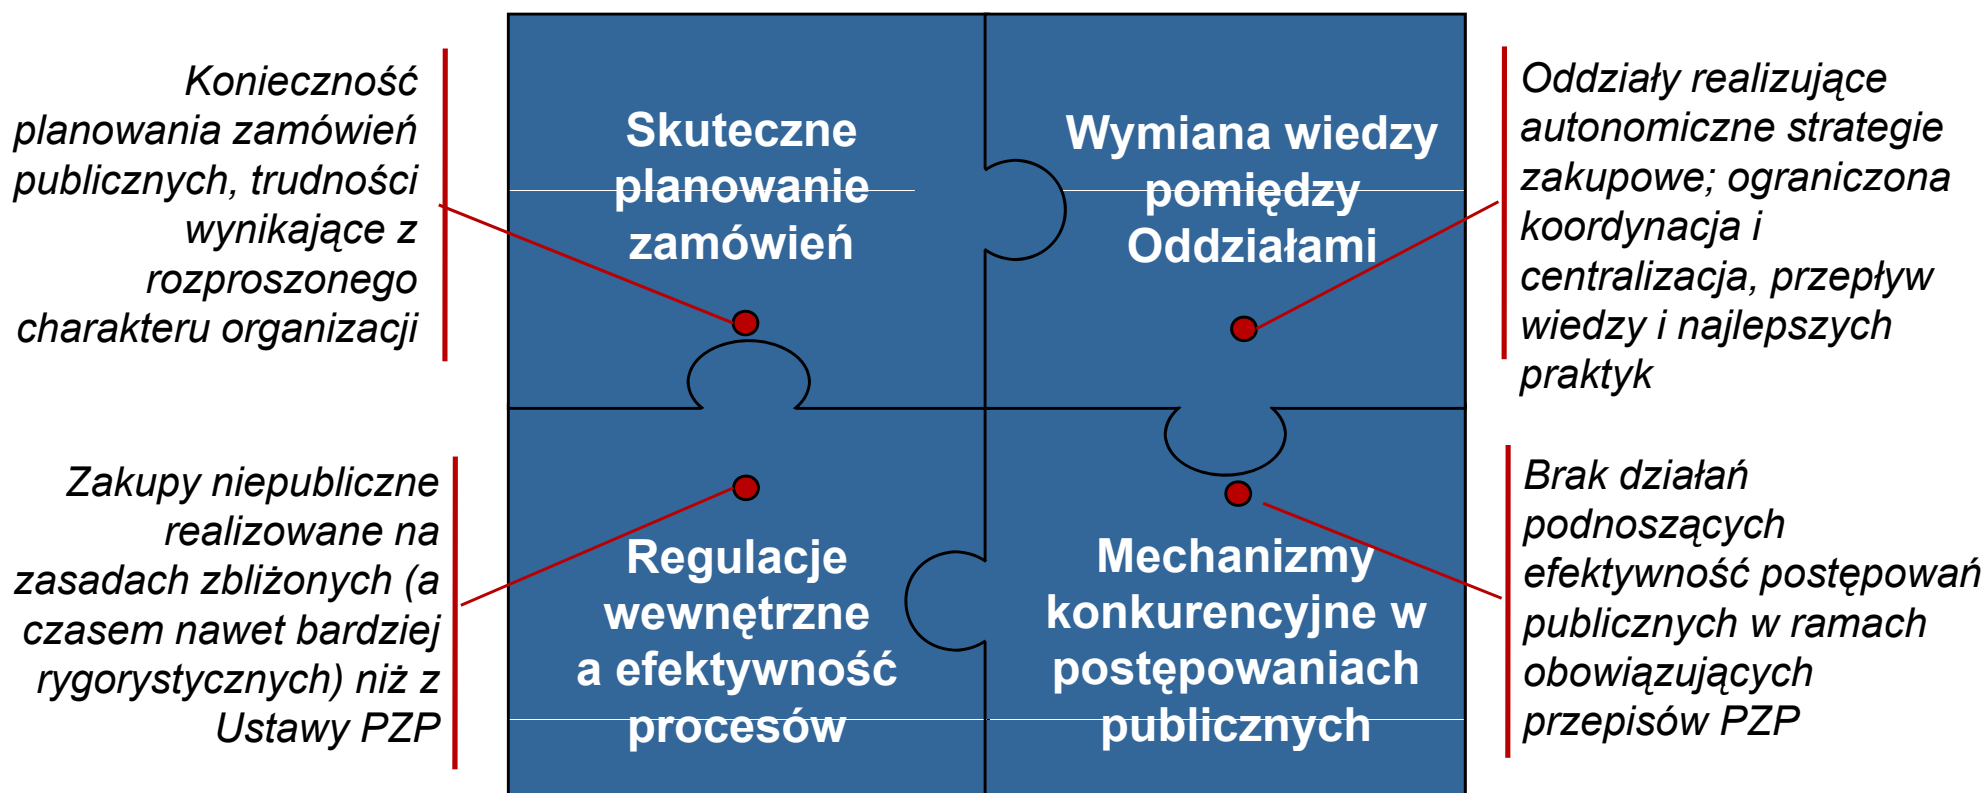 Konieczność
planowania zamówień
publicznych, trudności
wynikające z
rozproszonego
charakteru organizacji
Skuteczne
planowanie
zamówień
Wymiana wiedzy
pomiędzy
Oddziałami
Oddziały realizujące
autonomiczne strategie
zakupowe; ograniczona
koordynacja i
centralizacja, przepływ
wiedzy i najlepszych
praktyk
Zakupy niepubliczne
realizowane na
zasadach zbliżonych (a
czasem nawet bardziej
rygorystycznych) niż z
Ustawy PZP
Regulacje
wewnętrzne
a efektywność
procesów
Mechanizmy
konkurencyjne w
postępowaniach
publicznych
Brak działań
podnoszących
efektywność postępowań
publicznych w ramach
obowiązujących
przepisów PZP